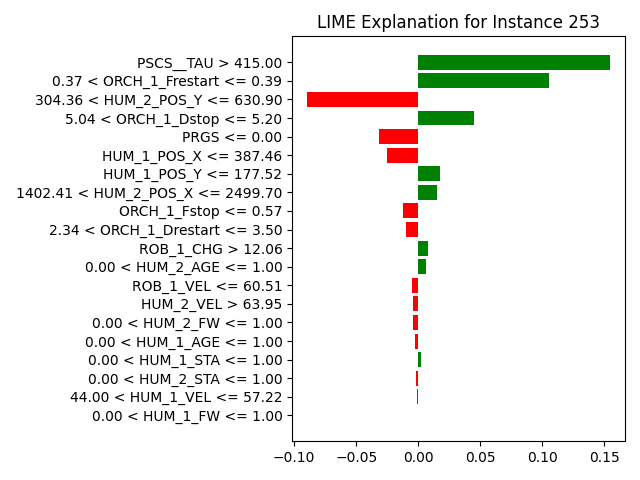 LIME Explanation for Instance 253
PSCS__TAU > 415.00
0.37 < ORCH_1_Frestart <= 0.39
304.36 < HUM_2_POS_Y <= 630.90
5.04 < ORCH_1_Dstop <= 5.20
PRGS <= 0.00
HUM_1_POS_X <= 387.46
HUM_1_POS_Y <= 177.52
1402.41 < HUM_2_POS_X <= 2499.70
ORCH_1_Fstop <= 0.57
2.34 < ORCH_1_Drestart <= 3.50
ROB_1_CHG > 12.06
0.00 < HUM_2_AGE <= 1.00
ROB_1_VEL <= 60.51
HUM_2_VEL > 63.95
0.00 < HUM_2_FW <= 1.00
0.00 < HUM_1_AGE <= 1.00
0.00 < HUM_1_STA <= 1.00
0.00 < HUM_2_STA <= 1.00
44.00 < HUM_1_VEL <= 57.22
0.00 < HUM_1_FW <= 1.00
−0.10 −0.05 0.00 0.05 0.10 0.15